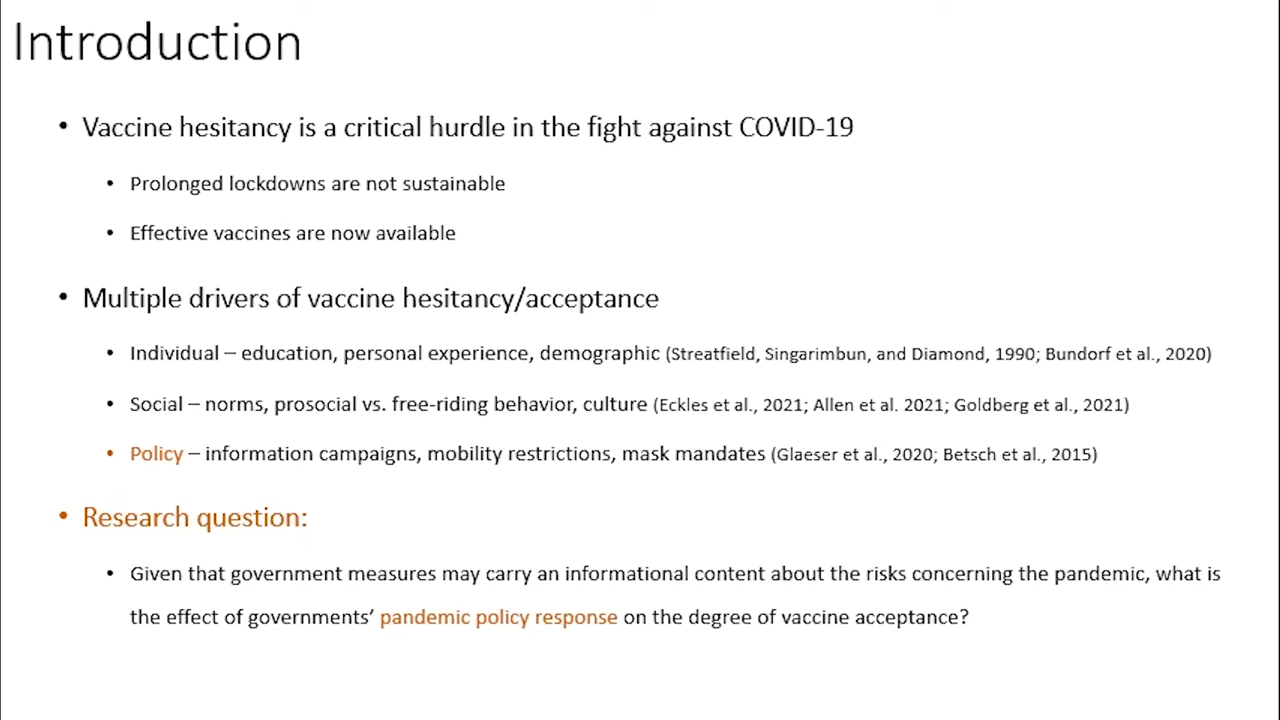 Introduction
• Vaccine hesitancy is a critical hurdle in the fight against COVID-19
• Prolonged lockdowns are not sustainable
• Effective vaccines are now available
• Multiple drivers of vaccine hesitancy/acceptance
• Individual – education, personal experience, demographic (Streatfield, Singarimbun, and Diamond, 1990; Bundorf et al., 2020)
• Social – norms, prosocial vs. free-riding behavior, culture (Eckles et al., 2021; Allen et al. 2021; Goldberg et al., 2021)
• Policy – information campaigns, mobility restrictions, mask mandates (Glaeser et al., 2020; Betsch et al., 2015)
• Research question:
• Given that government measures may carry an informational content about the risks concerning the pandemic, what is
the effect of governments’ pandemic policy response on the degree of vaccine acceptance?